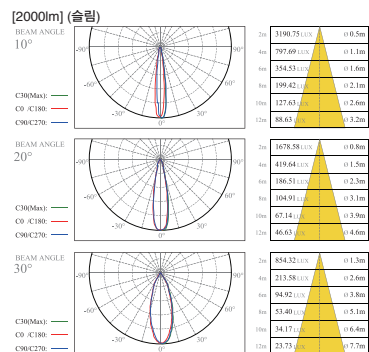 [2000lm] (슬림)
BEAM ANGLE
10°
C30(Max):
C0 /C180:
C90/C270:
-90° 90°
-60° 60°
-30° 0° 30°
2m 3190.75 LUX Ø 0.5m
4m 797.69 LUX Ø 1.1m
6m 354.53 LUX Ø 1.6m
8m 199.42 LUX Ø 2.1m
10m 127.63 LUX Ø 2.6m
12m 88.63 LUX Ø 3.2m
BEAM ANGLE
20°
C30(Max):
C0 /C180:
C90/C270:
-90° 90°
-60° 60°
-30° 0° 30°
2m 1678.58 LUX Ø 0.8m
4m 419.64 LUX Ø 1.5m
6m 186.51 LUX Ø 2.3m
8m 104.91 LUX Ø 3.1m
10m 67.14 LUX Ø 3.9m
12m 46.63 LUX Ø 4.6m
BEAM ANGLE
30°
C30(Max):
C0 /C180:
C90/C270:
-90° 90°
-60° 60°
-30° 0° 30°
2m 854.32 LUX Ø 1.3m
4m 213.58 LUX Ø 2.6m
6m 94.92 LUX Ø 3.8m
8m 53.40 LUX Ø 5.1m
10m 34.17 LUX Ø 6.4m
12m 23.73 LUX Ø 7.7m